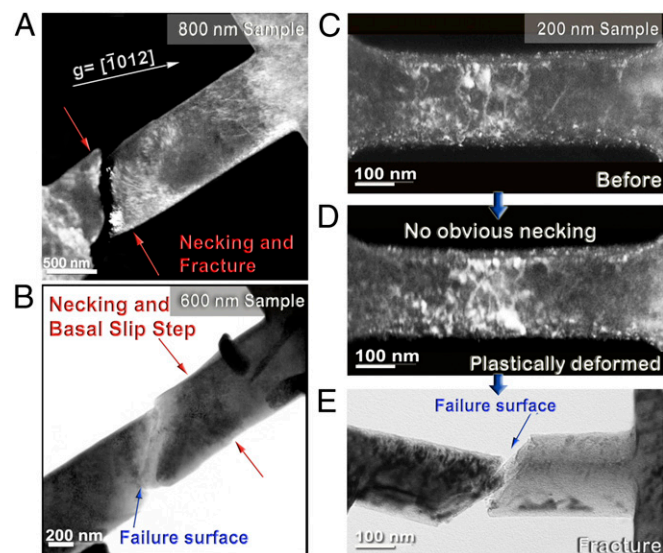 A
800 nm Sample
g= [1̄012]
Necking and
Fracture
500 nm
B
600 nm Sample
Necking and
Basal Slip Step
Failure surface
200 nm
C
200 nm Sample
100 nm
Before
D
No obvious necking
100 nm
Plastically deformed
E
Failure surface
100 nm
Fracture